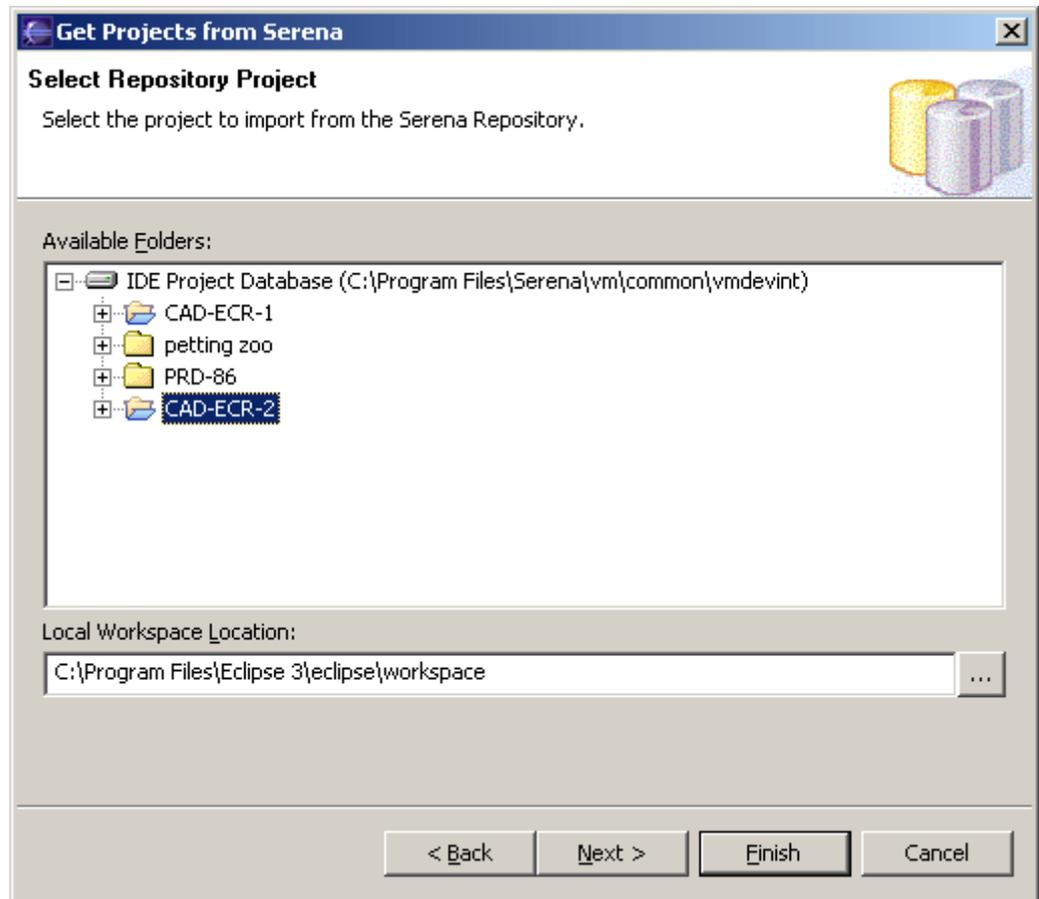 Get Projects from Serena
Select Repository Project
Select the project to import from the Serena Repository.
Available Folders:
IDE Project Database (C:\Program Files\Serena\vm\common\vmdevint)
CAD-ECR-1
petting zoo
PRD-86
CAD-ECR-2
Local Workspace Location:
C:\Program Files\Eclipse 3\eclipse\workspace
...
< Back Next > Finish Cancel